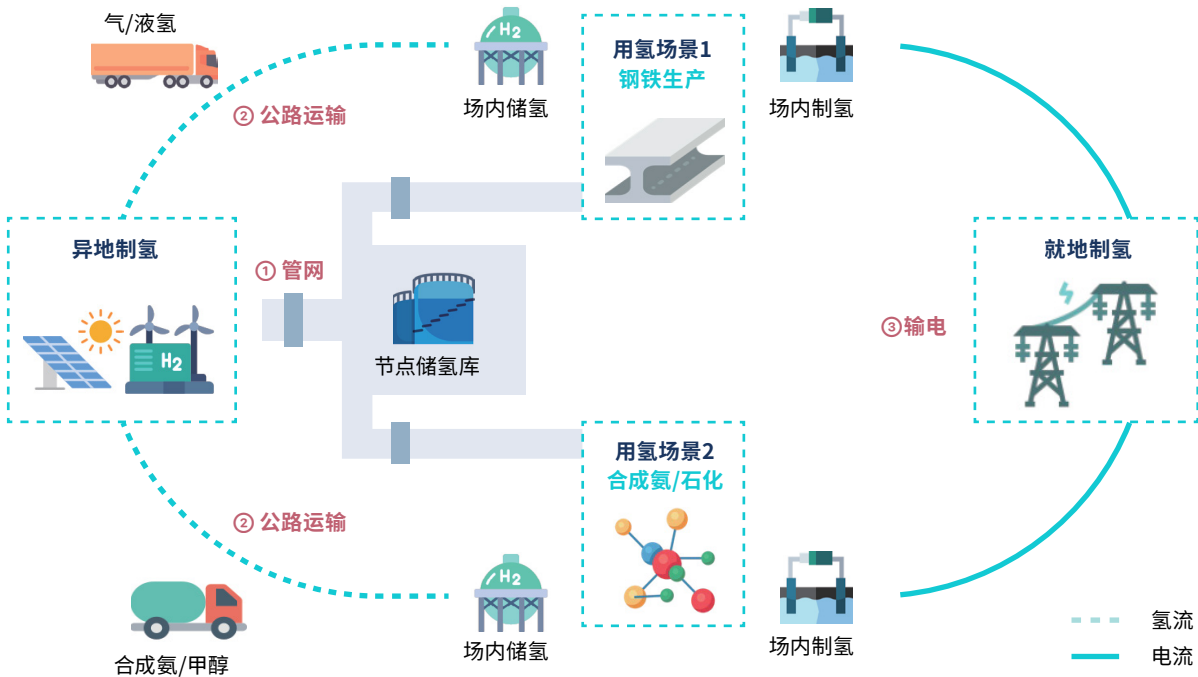 气/液氢
② 公路运输
H2
场内储氢
用氢场景1
钢铁生产
场内制氢
异地制氢
H2
① 管网
节点储氢库
③输电
就地制氢
② 公路运输
合成氨/甲醇
H2
场内储氢
用氢场景2
合成氨/石化
场内制氢
氢流
电流